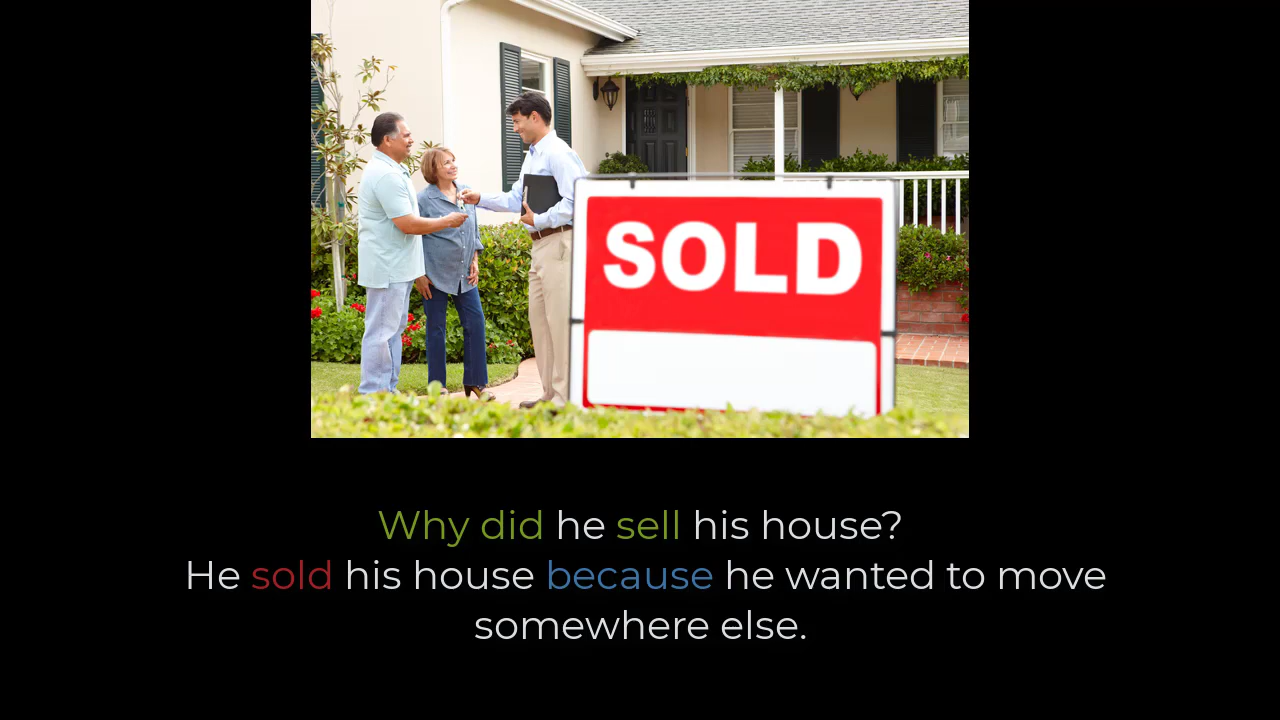 SOLD
Why did he sell his house?
He sold his house because he wanted to move
somewhere else.